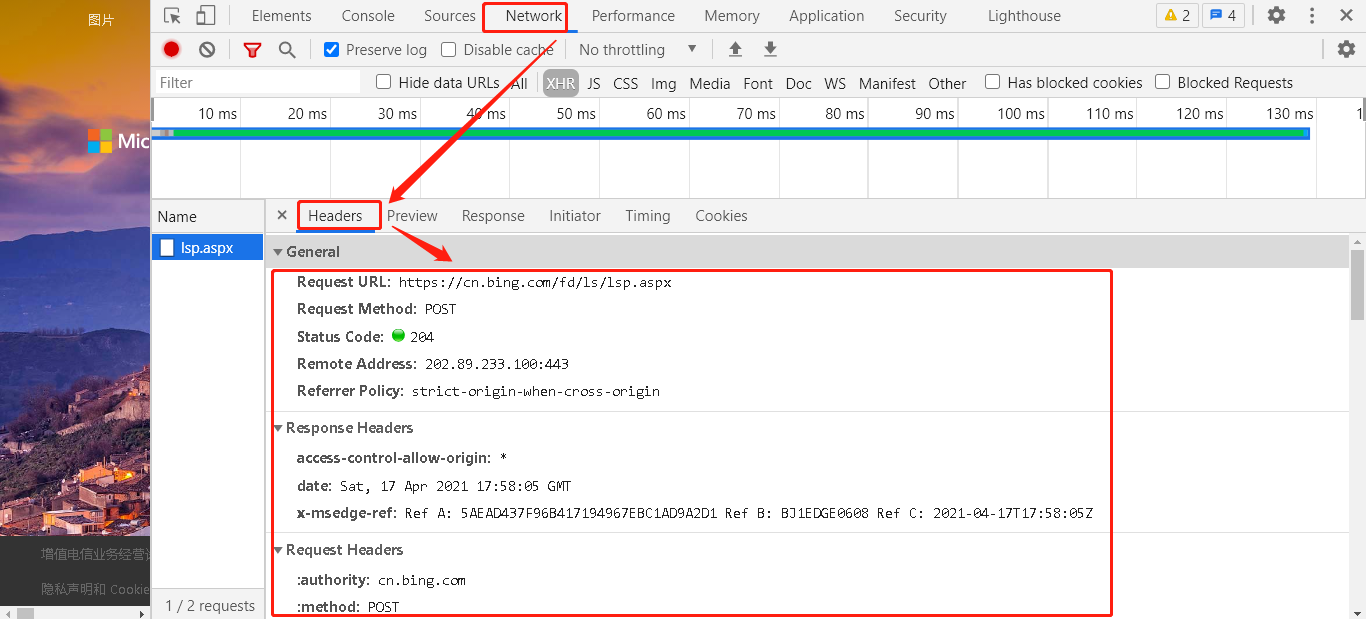 图片
Mic
增值电信业务经营
隐私声明和 Cookie
Elements Console Sources Network Performance Memory Application Security Lighthouse 2 4
Preserve log Disable cache No throttling
Filter Hide data URLs All XHR JS CSS Img Media Font Doc WS Manifest Other Has blocked cookies Blocked Requests
10 ms 20 ms 30 ms 40 ms 50 ms 60 ms 70 ms 80 ms 90 ms 100 ms 110 ms 120 ms 130 ms 1
Name
lsp.aspx
1 / 2 requests
Headers Preview Response Initiator Timing Cookies
General
Request URL: https://cn.bing.com/fd/ls/lsp.aspx
Request Method: POST
Status Code: 204
Remote Address: 202.89.233.100:443
Referrer Policy: strict-origin-when-cross-origin
Response Headers
access-control-allow-origin: *
date: Sat, 17 Apr 2021 17:58:05 GMT
x-msedge-ref: Ref A: 5AEAD437F96B417194967EBC1AD9A2D1 Ref B: BJ1EDGE0608 Ref C: 2021-04-17T17:58:05Z
Request Headers
:authority: cn.bing.com
:method: POST